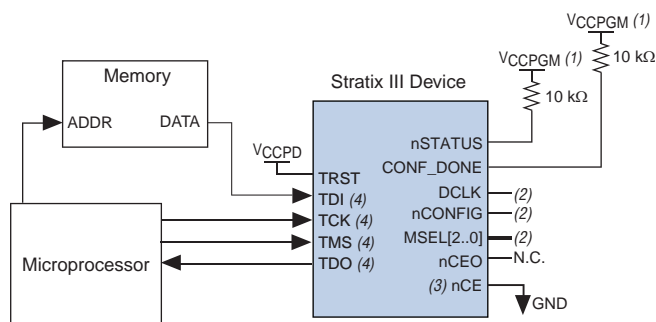 VCCPGM (1)
VCCPGM (1)
10 kΩ
10 kΩ
Memory
ADDR DATA
Stratix III Device
VCCPD
TRST
TDI (4)
TCK (4)
TMS (4)
TDO (4)
nSTATUS
CONF_DONE
DCLK (2)
nCONFIG (2)
MSEL[2..0] (2)
nCEO N.C.
(3) nCE
GND
Microprocessor